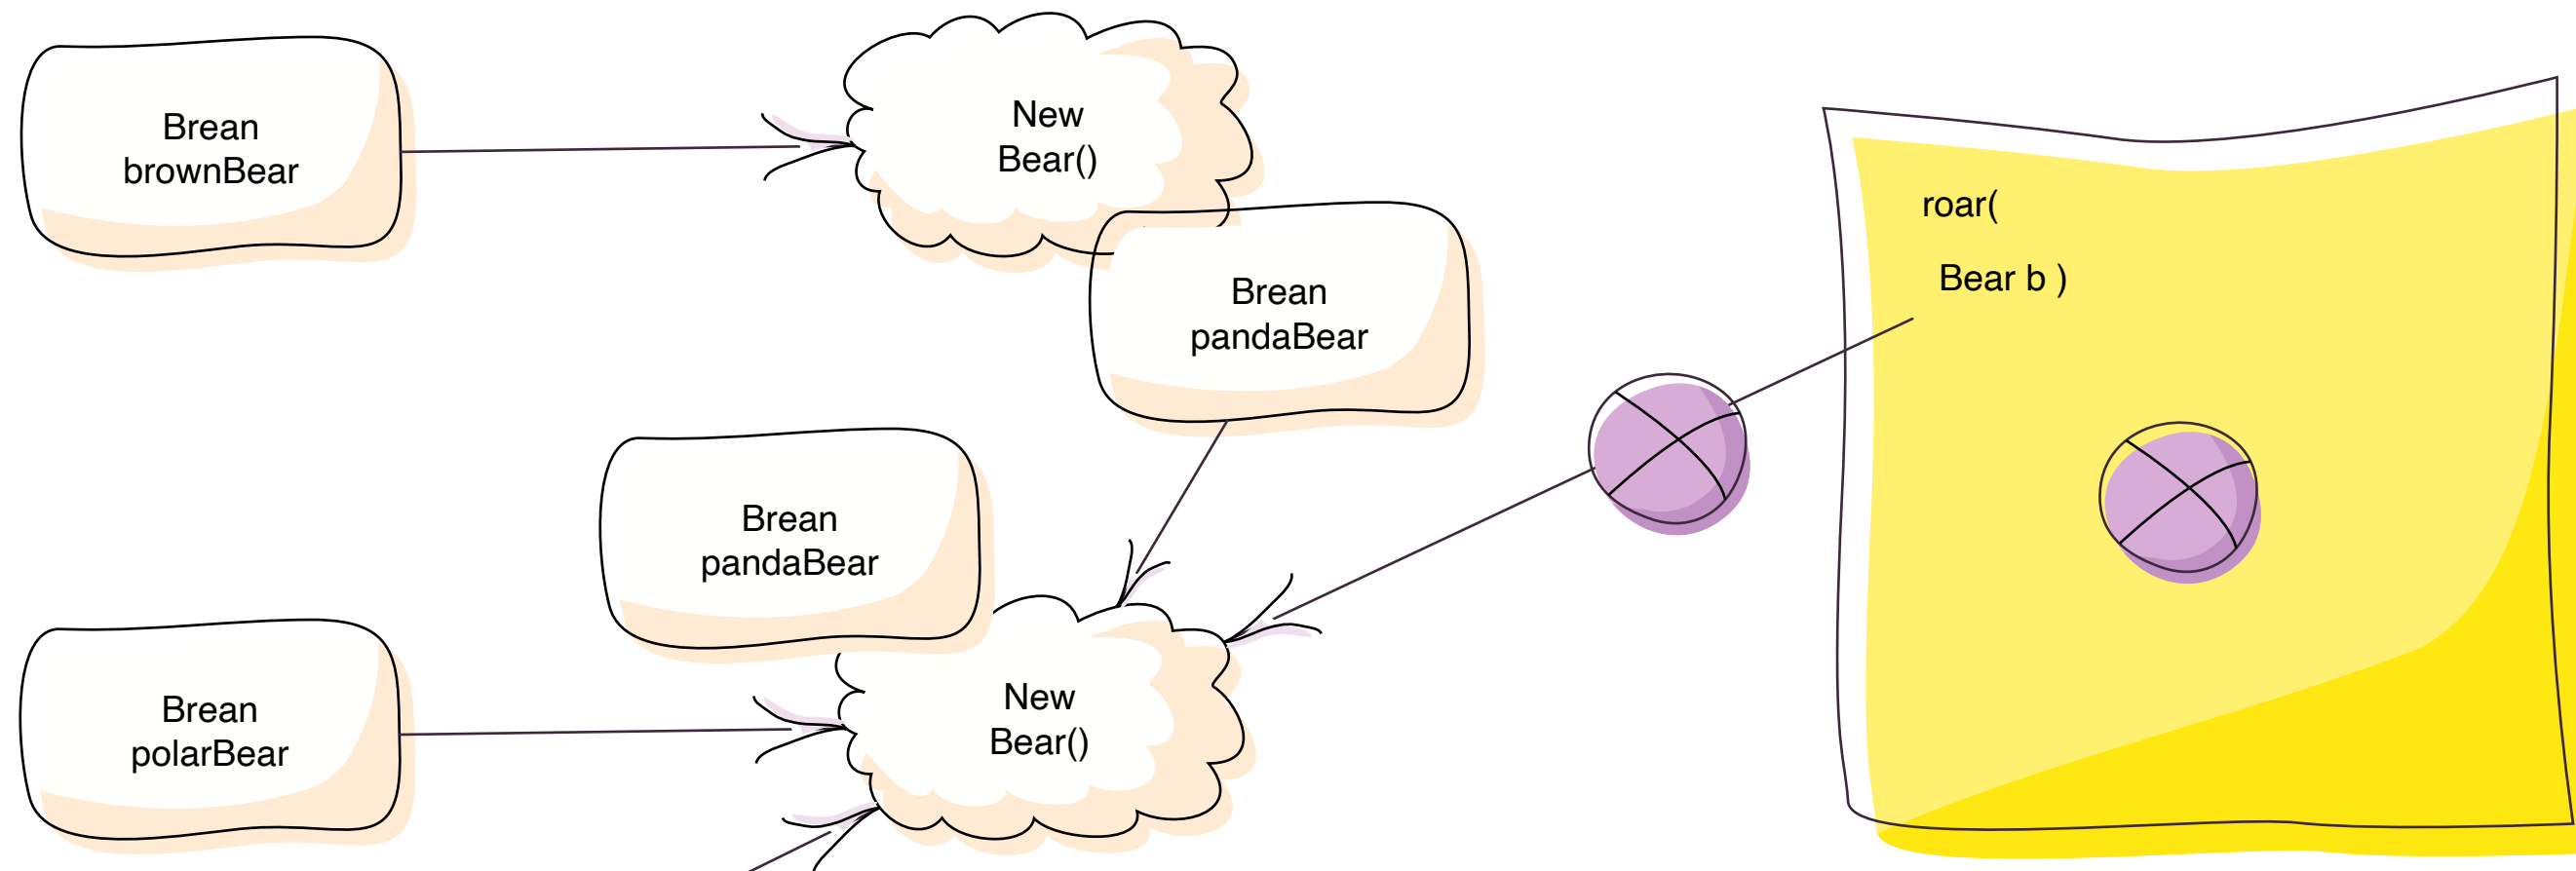 Brean
brownBear
New
Bear()
Brean
pandaBear
roar(
Bear b )
Brean
pandaBear
Brean
polarBear
New
Bear()